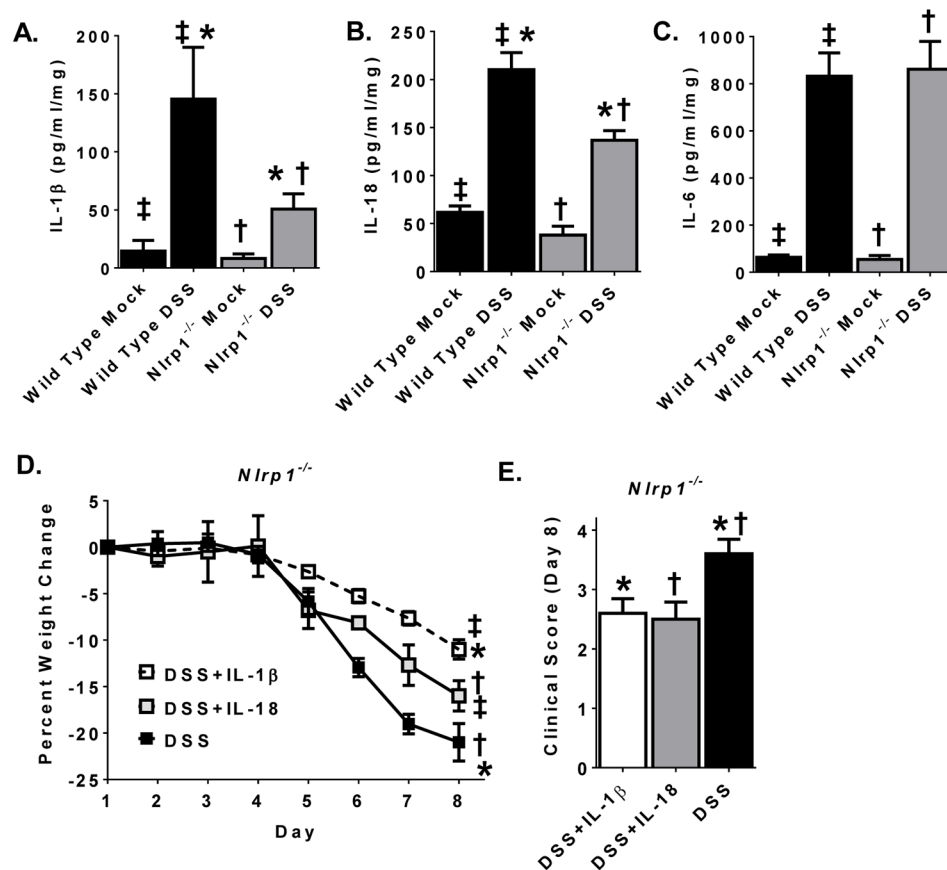 A.
IL-1β (pg/ml/mg)
200
150
100
50
0
‡ *
‡
* †
†
Wild Type Mock
Wild Type DSS
Nlrp1-/- Mock
Nlrp1-/- DSS
B.
IL-18 (pg/ml/mg)
250
200
150
100
50
0
‡ *
* †
‡
†
Wild Type Mock
Wild Type DSS
Nlrp1-/- Mock
Nlrp1-/- DSS
C.
IL-6 (pg/ml/mg)
1000
800
600
400
200
0
‡
†
‡
†
Wild Type Mock
Wild Type DSS
Nlrp1-/- Mock
Nlrp1-/- DSS
D.
Nlrp1-/-
Percent Weight Change
5
0
-5
-10
-15
-20
-25
DSS+IL-1β
DSS+IL-18
DSS
‡
*
†
‡
†
*
1 2 3 4 5 6 7 8
Day
E.
Nlrp1-/-
Clinical Score (Day 8)
4
3
2
1
0
*
†
* †
DSS+IL-1β
DSS+IL-18
DSS